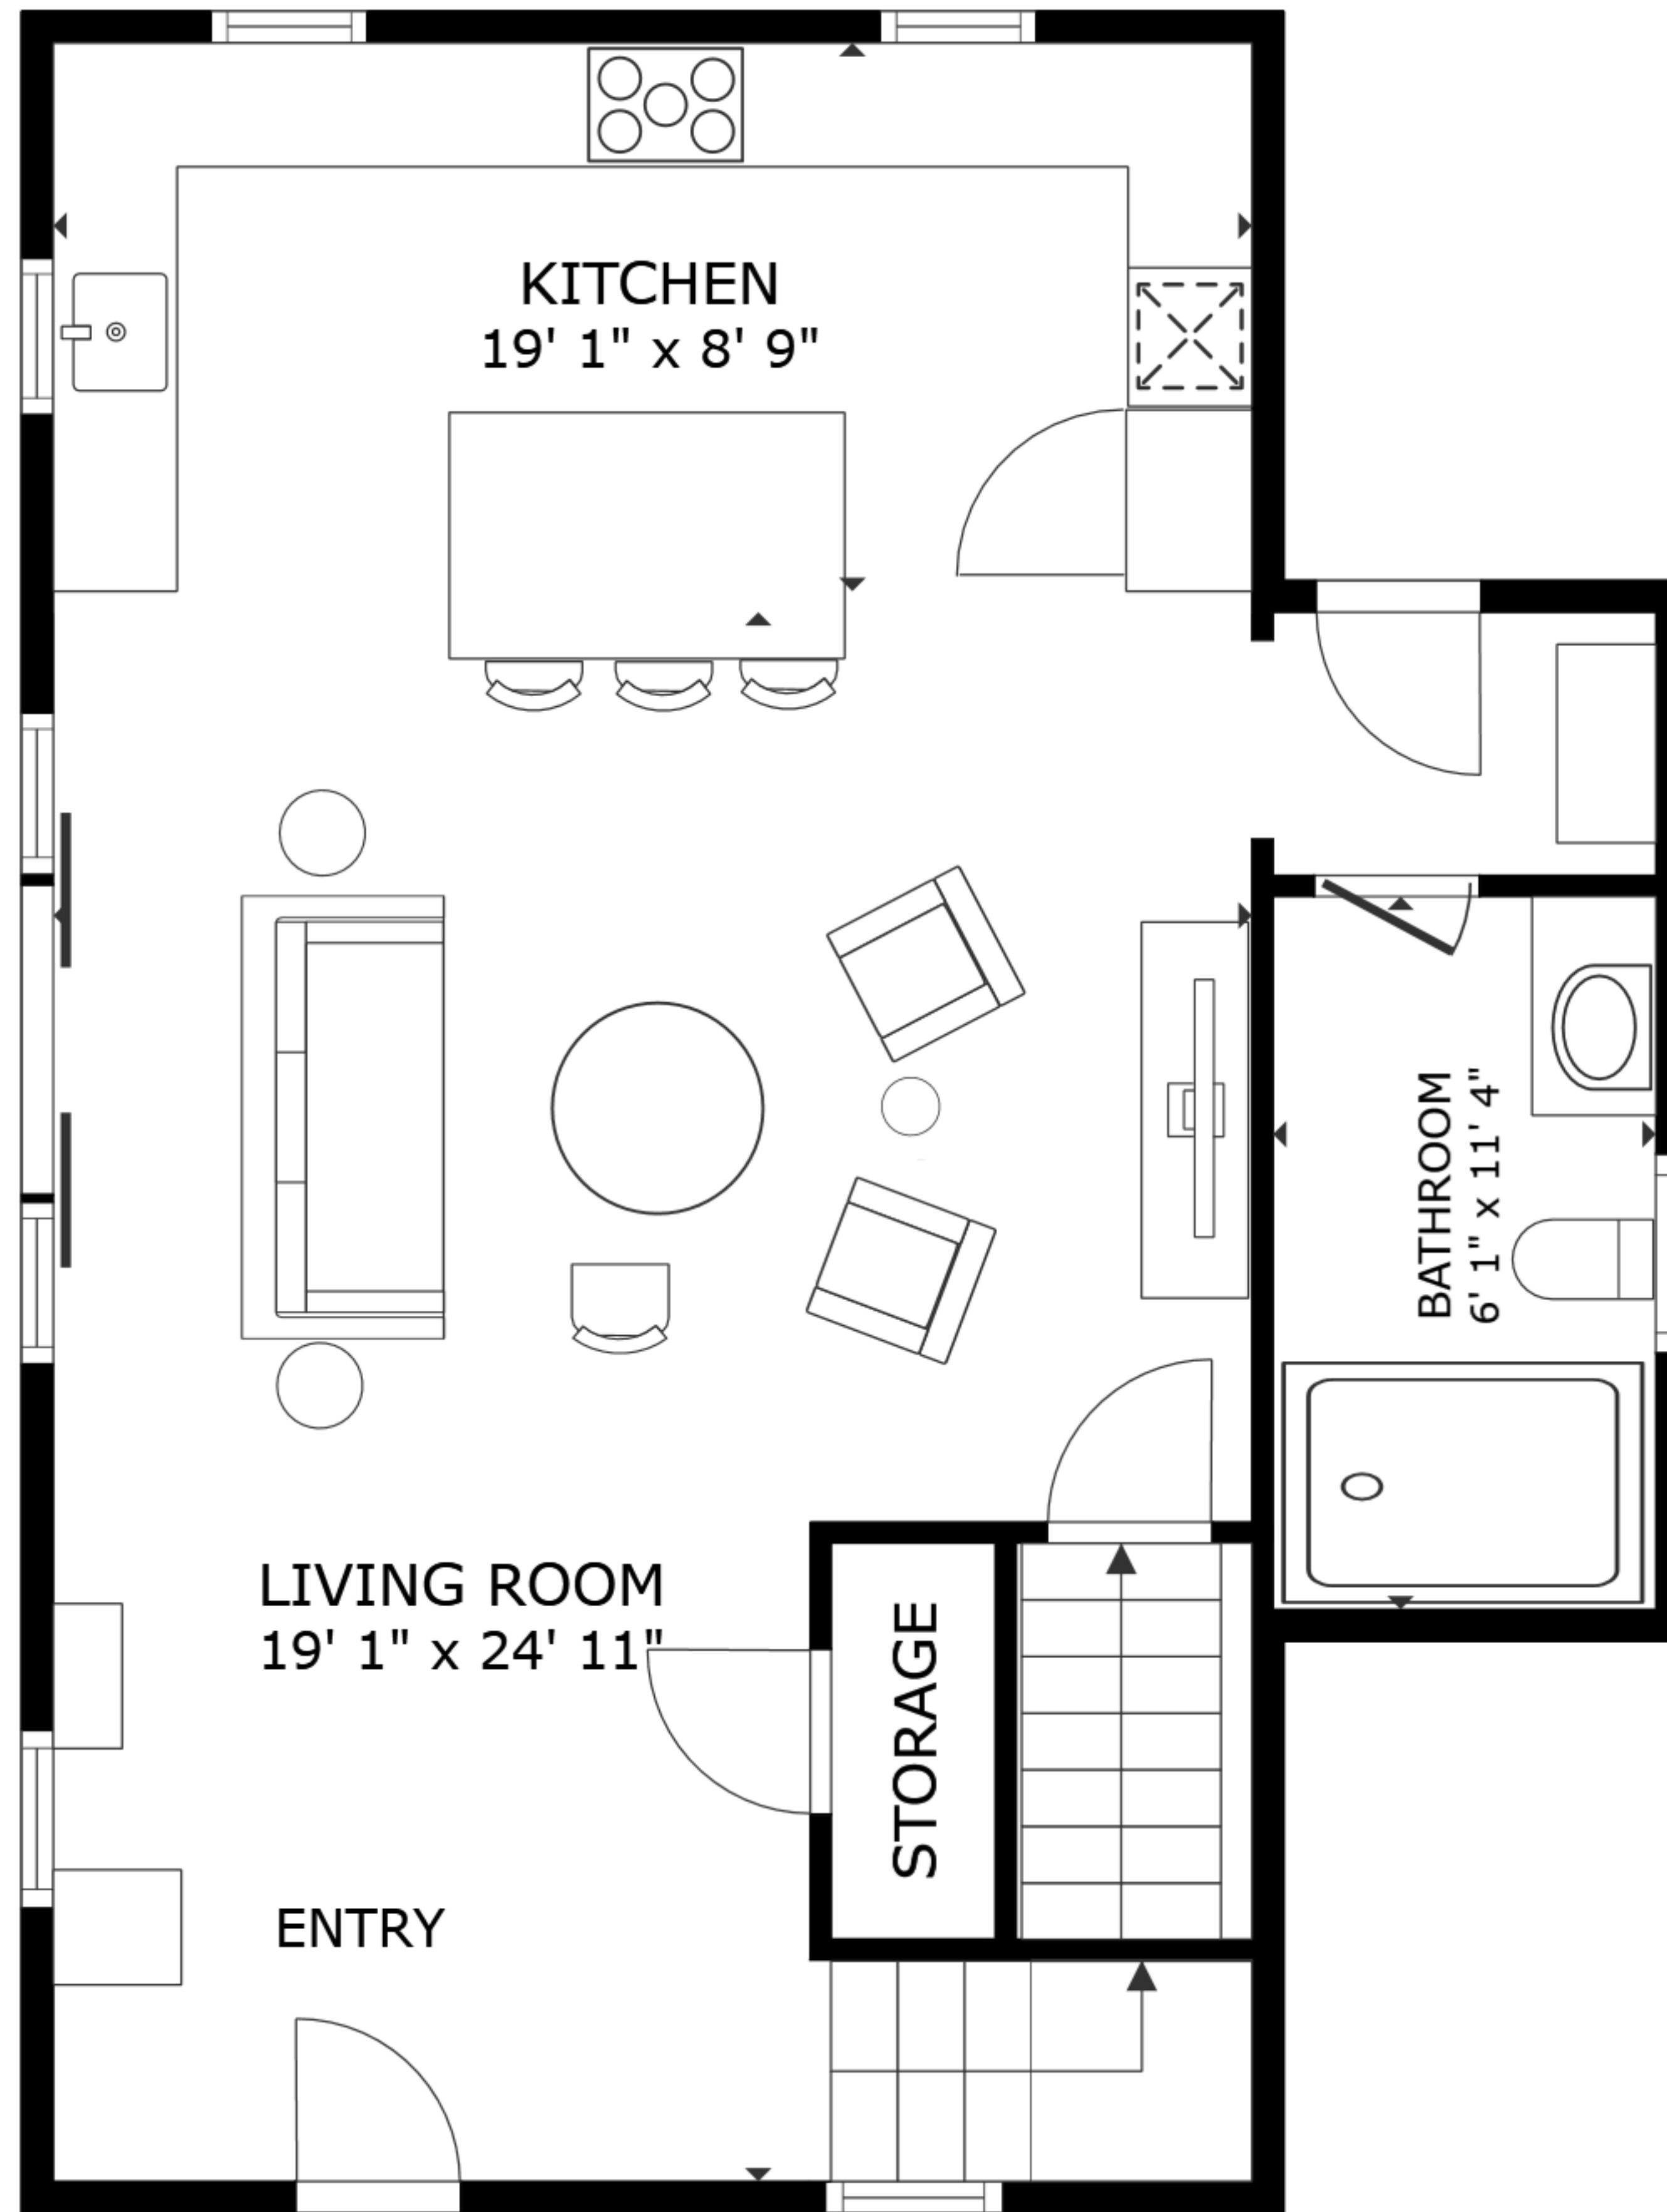 KITCHEN
19' 1" x 8' 9"
BATHROOM
6' 1" x 11' 4"
LIVING ROOM
19' 1" x 24' 11"
STORAGE
ENTRY